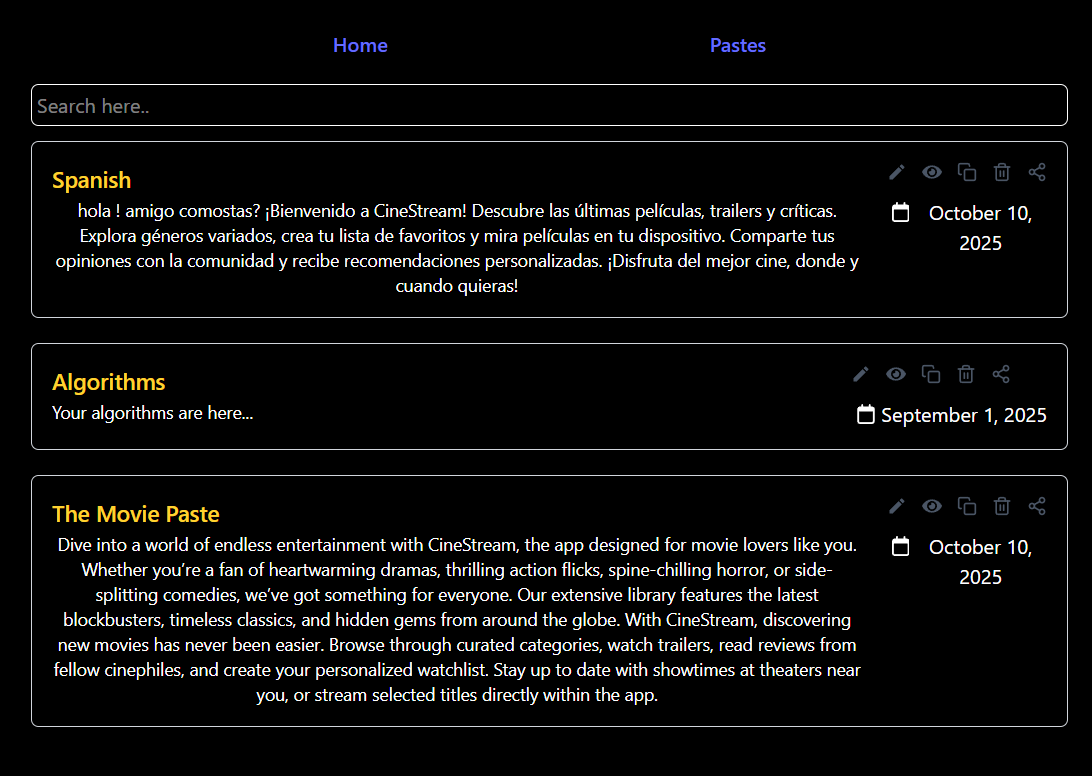 Home Pastes
Search here..
Spanish
hola ! amigo comostas? ¡Bienvenido a CineStream! Descubre las últimas películas, trailers y críticas.
Explora géneros variados, crea tu lista de favoritos y mira películas en tu dispositivo. Comparte tus
opiniones con la comunidad y recibe recomendaciones personalizadas. ¡Disfruta del mejor cine, donde y
cuando quieras!
October 10,
2025
Algorithms
Your algorithms are here...
September 1, 2025
The Movie Paste
Dive into a world of endless entertainment with CineStream, the app designed for movie lovers like you.
Whether you’re a fan of heartwarming dramas, thrilling action flicks, spine-chilling horror, or side-
splitting comedies, we’ve got something for everyone. Our extensive library features the latest
blockbusters, timeless classics, and hidden gems from around the globe. With CineStream, discovering
new movies has never been easier. Browse through curated categories, watch trailers, read reviews from
fellow cinephiles, and create your personalized watchlist. Stay up to date with showtimes at theaters near
you, or stream selected titles directly within the app.
October 10,
2025